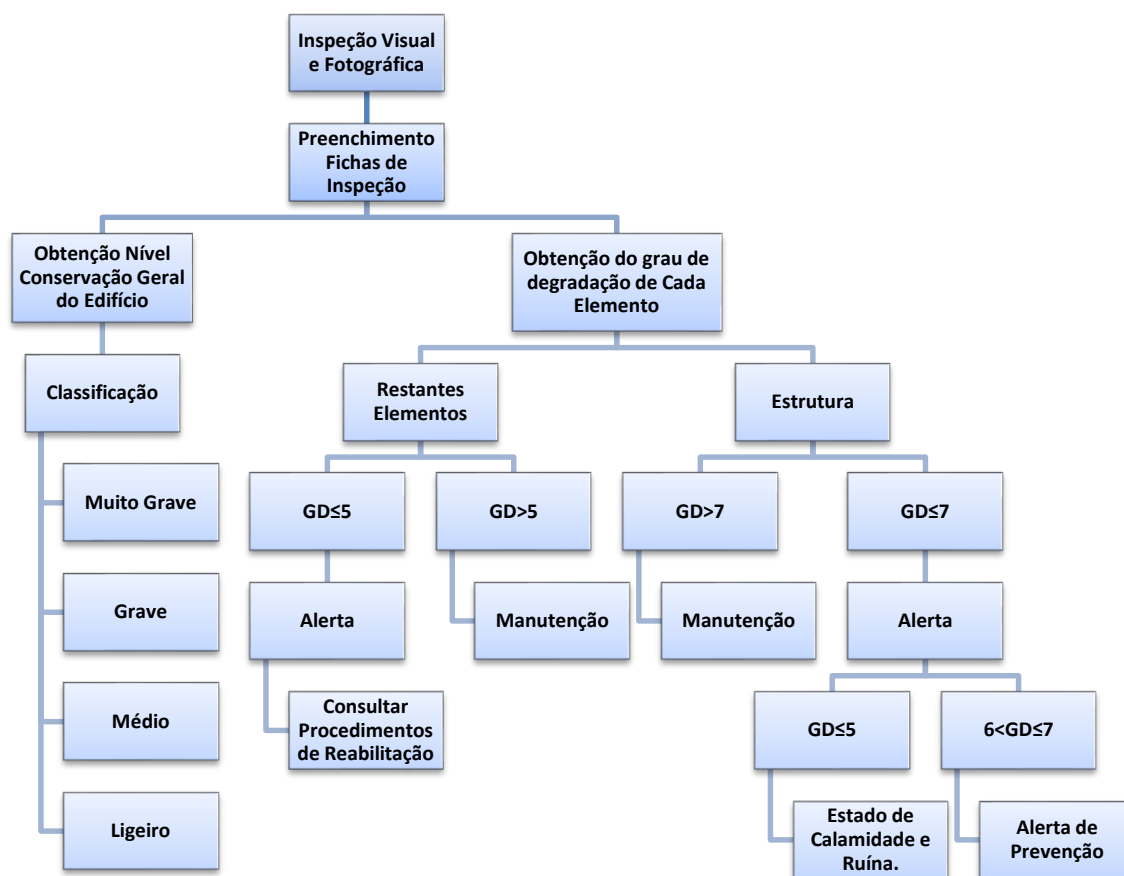 Inspeção Visual
e Fotográfica
Preenchimento
Fichas de
Inspeção
Obtenção Nível
Conservação Geral
do Edifício
Obtenção do grau de
degradação de Cada
Elemento
Classificação
Restantes
Elementos
Estrutura
Muito Grave
GD≤5
GD>5
GD>7
GD≤7
Grave
Alerta
Manutenção
Manutenção
Alerta
Médio
Consultar
Procedimentos
de Reabilitação
GD≤5
6<GD≤7
Ligeiro
Estado de
Calamidade e
Ruína.
Alerta de
Prevenção